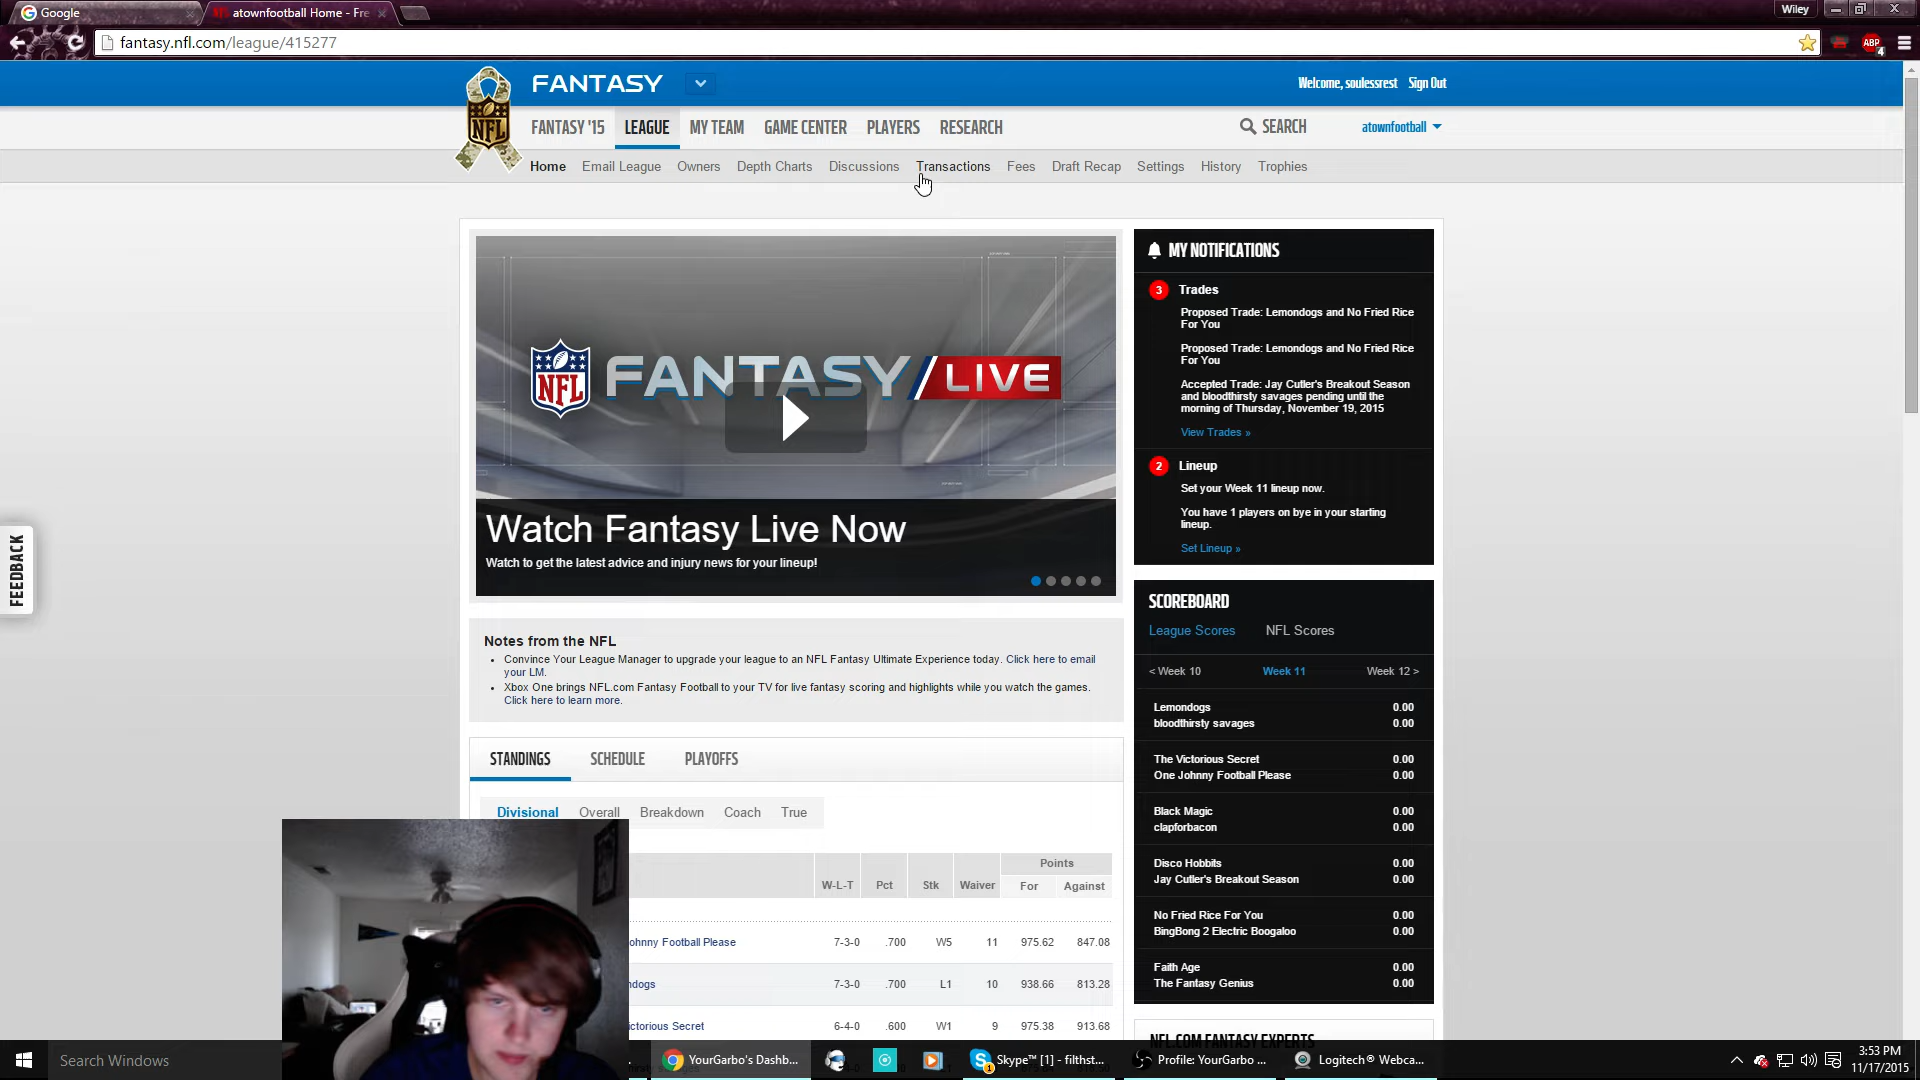 Google
atownfootball Home - Fre
Wiley
fantasy.nfl.com/league/415277
ABP
4
FANTASY
Welcome, soulessrest Sign Out
NFL
FANTASY '15 LEAGUE MY TEAM GAME CENTER PLAYERS RESEARCH
SEARCH
atownfootball
Home Email League Owners Depth Charts Discussions Transactions Fees Draft Recap Settings History Trophies
NFL FANTASY LIVE
Watch Fantasy Live Now
Watch to get the latest advice and injury news for your lineup!
MY NOTIFICATIONS
3 Trades
Proposed Trade: Lemondogs and No Fried Rice
For You
Proposed Trade: Lemondogs and No Fried Rice
For You
Accepted Trade: Jay Cutler's Breakout Season
and bloodthirsty savages pending until the
morning of Thursday, November 19, 2015
View Trades »
2 Lineup
Set your Week 11 lineup now.
You have 1 players on bye in your starting
lineup.
Set Lineup »
FEEDBACK
Notes from the NFL
• Convince Your League Manager to upgrade your league to an NFL Fantasy Ultimate Experience today. Click here to email
your LM.
• Xbox One brings NFL.com Fantasy Football to your TV for live fantasy scoring and highlights while you watch the games.
Click here to learn more.
STANDINGS SCHEDULE PLAYOFFS
Divisional Overall Breakdown Coach True
Points
W-L-T Pct Stk Waiver For Against
ohnny Football Please 7-3-0 .700 W5 11 975.62 847.08
ndogs 7-3-0 .700 L1 10 938.66 813.28
ictorious Secret 6-4-0 .600 W1 9 975.38 913.68
SCOREBOARD
League Scores NFL Scores
< Week 10 Week 11 Week 12 >
Lemondogs 0.00
bloodthirsty savages 0.00
The Victorious Secret 0.00
One Johnny Football Please 0.00
Black Magic 0.00
clapforbacon 0.00
Disco Hobbits 0.00
Jay Cutler's Breakout Season 0.00
No Fried Rice For You 0.00
BingBong 2 Electric Boogaloo 0.00
Faith Age 0.00
The Fantasy Genius 0.00
NFL.COM FANTASY EXPERTS
Search Windows
YourGarbo's Dashb...
Skype™ [1] - filthst...
Profile: YourGarbo ...
Logitech® Webca...
3:53 PM
11/17/2015